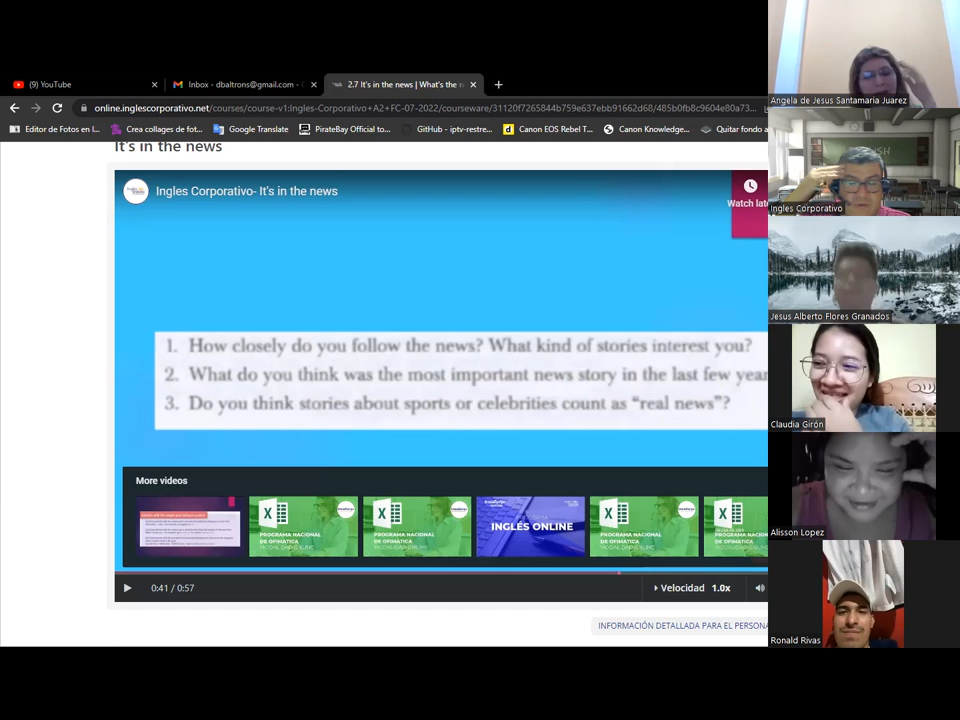 (9) YouTube
Inbox - dbaltrons@gmail.com -
2.7 It's in the news | What's the
online.inglescorporativo.net/courses/course-v1:Ingles-Corporativo+A2+FC-07-2022/courseware/31120f7265844b759e637ebb91662d68/485b0fb8c9604e80a73...
Editor de Fotos en l...
Crea collages de fot...
Google Translate
PirateBay Official to...
GitHub - iptv-restre...
Canon EOS Rebel T...
Canon Knowledge...
Quitar fondo a
It's in the news
Ingles Corporativo- It's in the news
Watch late
1. How closely do you follow the news? What kind of stories interest you?
2. What do you think was the most important news story in the last few year
3. Do you think stories about sports or celebrities count as "real news"?
More videos
PROGRAMA NACIONAL
DE OFIMÁTICA
PROGRAMA NACIONAL
DE OFIMÁTICA
INGLÉS ONLINE
PROGRAMA NACIONAL
DE OFIMÁTICA
PROGRAMA NACIONAL
DE OFIMÁTICA
0:41 / 0:57
Velocidad 1.0x
INFORMACIÓN DETALLADA PARA EL PERSONA
Angela de Jesus Santamaria Juarez
Ingles Corporativo
Jesus Alberto Flores Granados
Claudia Girón
Alisson Lopez
Ronald Rivas